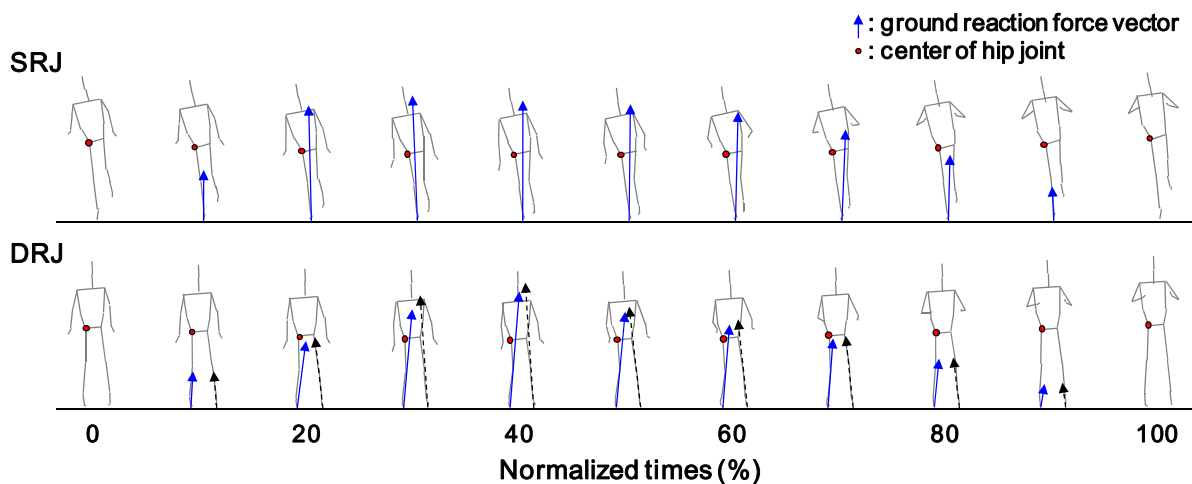 : ground reaction force vector
: center of hip joint
SRJ
DRJ
0 20 40 60 80 100
Normalized times (%)